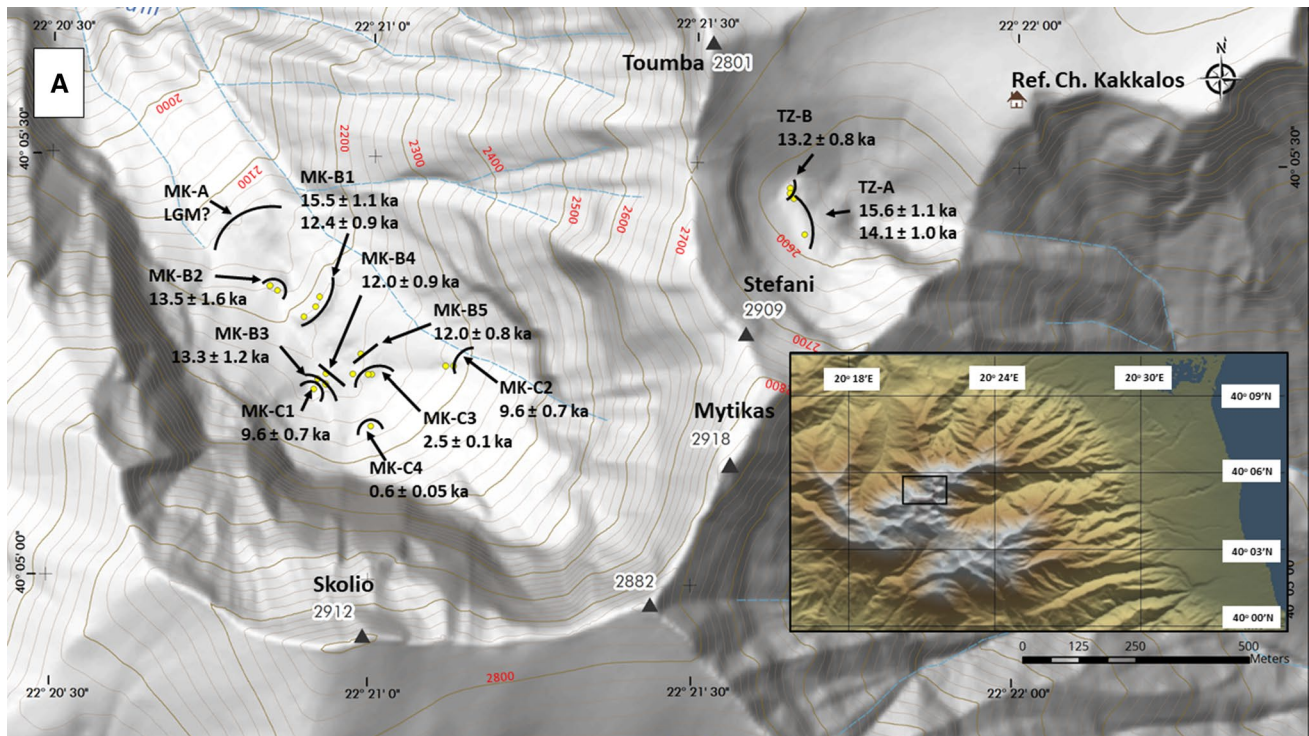 22° 20' 30"
22° 21' 0"
22° 21' 30"
22° 22' 00"
A
Toumba 2801
Ref. Ch. Kakkalos
N
40° 05' 30"
40° 05' 30"
2000
2100
2200
2300
2400
2500
2600
2700
TZ-B
13.2 ± 0.8 ka
TZ-A
15.6 ± 1.1 ka
14.1 ± 1.0 ka
2600
MK-A
LGM?
MK-B1
15.5 ± 1.1 ka
12.4 ± 0.9 ka
MK-B2
13.5 ± 1.6 ka
MK-B4
12.0 ± 0.9 ka
MK-B5
12.0 ± 0.8 ka
MK-B3
13.3 ± 1.2 ka
MK-C1
9.6 ± 0.7 ka
MK-C2
9.6 ± 0.7 ka
MK-C3
2.5 ± 0.1 ka
MK-C4
0.6 ± 0.05 ka
Stefani
2909
2700
2800
Mytikas
2918
20° 18'E
20° 24'E
20° 30'E
40° 09'N
40° 06'N
40° 03'N
40° 00'N
40° 05' 00"
Skolio
2912
2882
2800
0 125 250 500
Meters
22° 20' 30"
22° 21' 0"
22° 21' 30"
22° 22' 00"